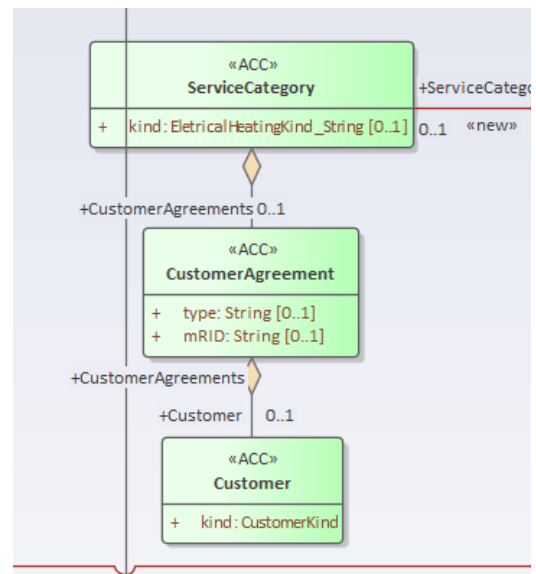 «ACC»
ServiceCategory
+ kind: EletricalHeatingKind_String [0..1]
+ServiceCatego
0..1 «new»
+CustomerAgreements 0..1
«ACC»
CustomerAgreement
+ type: String [0..1]
+ mRID: String [0..1]
+CustomerAgreements
+Customer 0..1
«ACC»
Customer
+ kind: CustomerKind